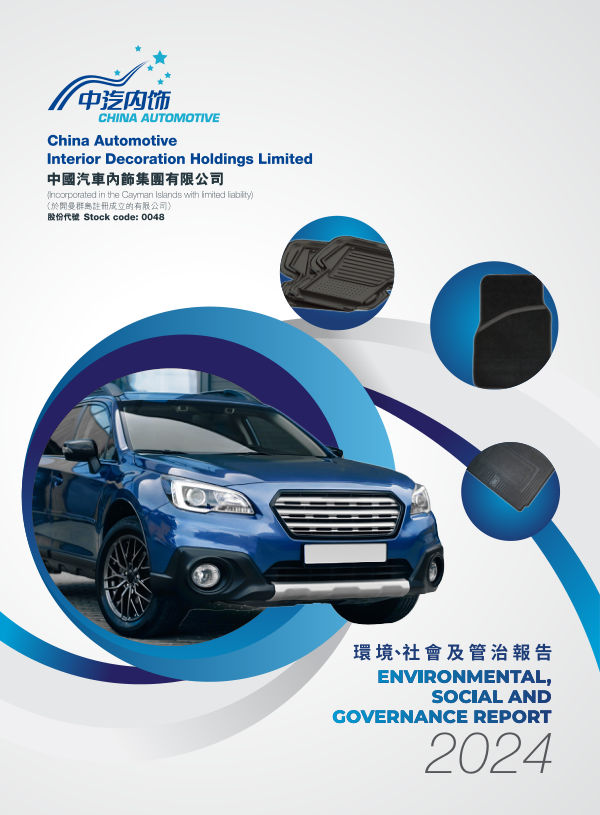 中汽内饰
CHINA AUTOMOTIVE
China Automotive
Interior Decoration Holdings Limited
中國汽車內飾集團有限公司
(Incorporated in the Cayman Islands with limited liability)
（於開曼群島註冊成立的有限公司）
股份代號 Stock code: 0048
環境、社會及管治報告
ENVIRONMENTAL,
SOCIAL AND
GOVERNANCE REPORT
2024